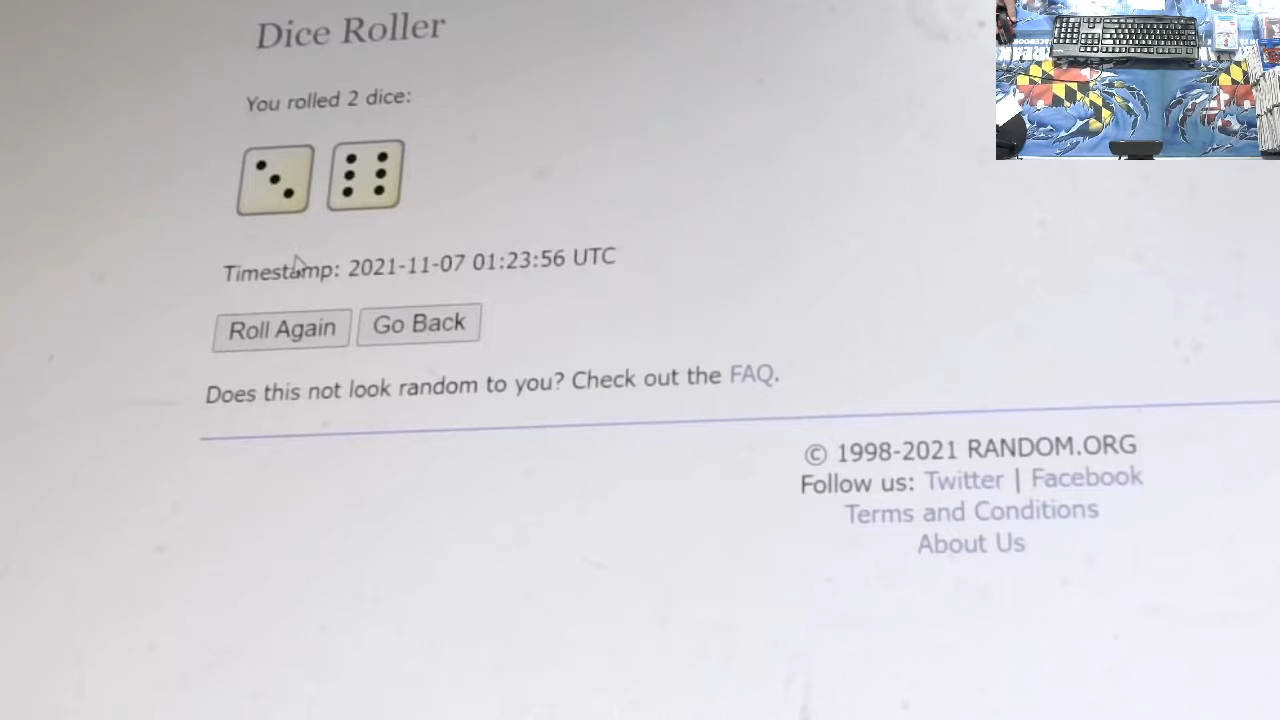 Dice Roller
You rolled 2 dice:
Timestamp: 2021-11-07 01:23:56 UTC
Roll Again
Go Back
Does this not look random to you? Check out the FAQ.
© 1998-2021 RANDOM.ORG
Follow us: Twitter | Facebook
Terms and Conditions
About Us